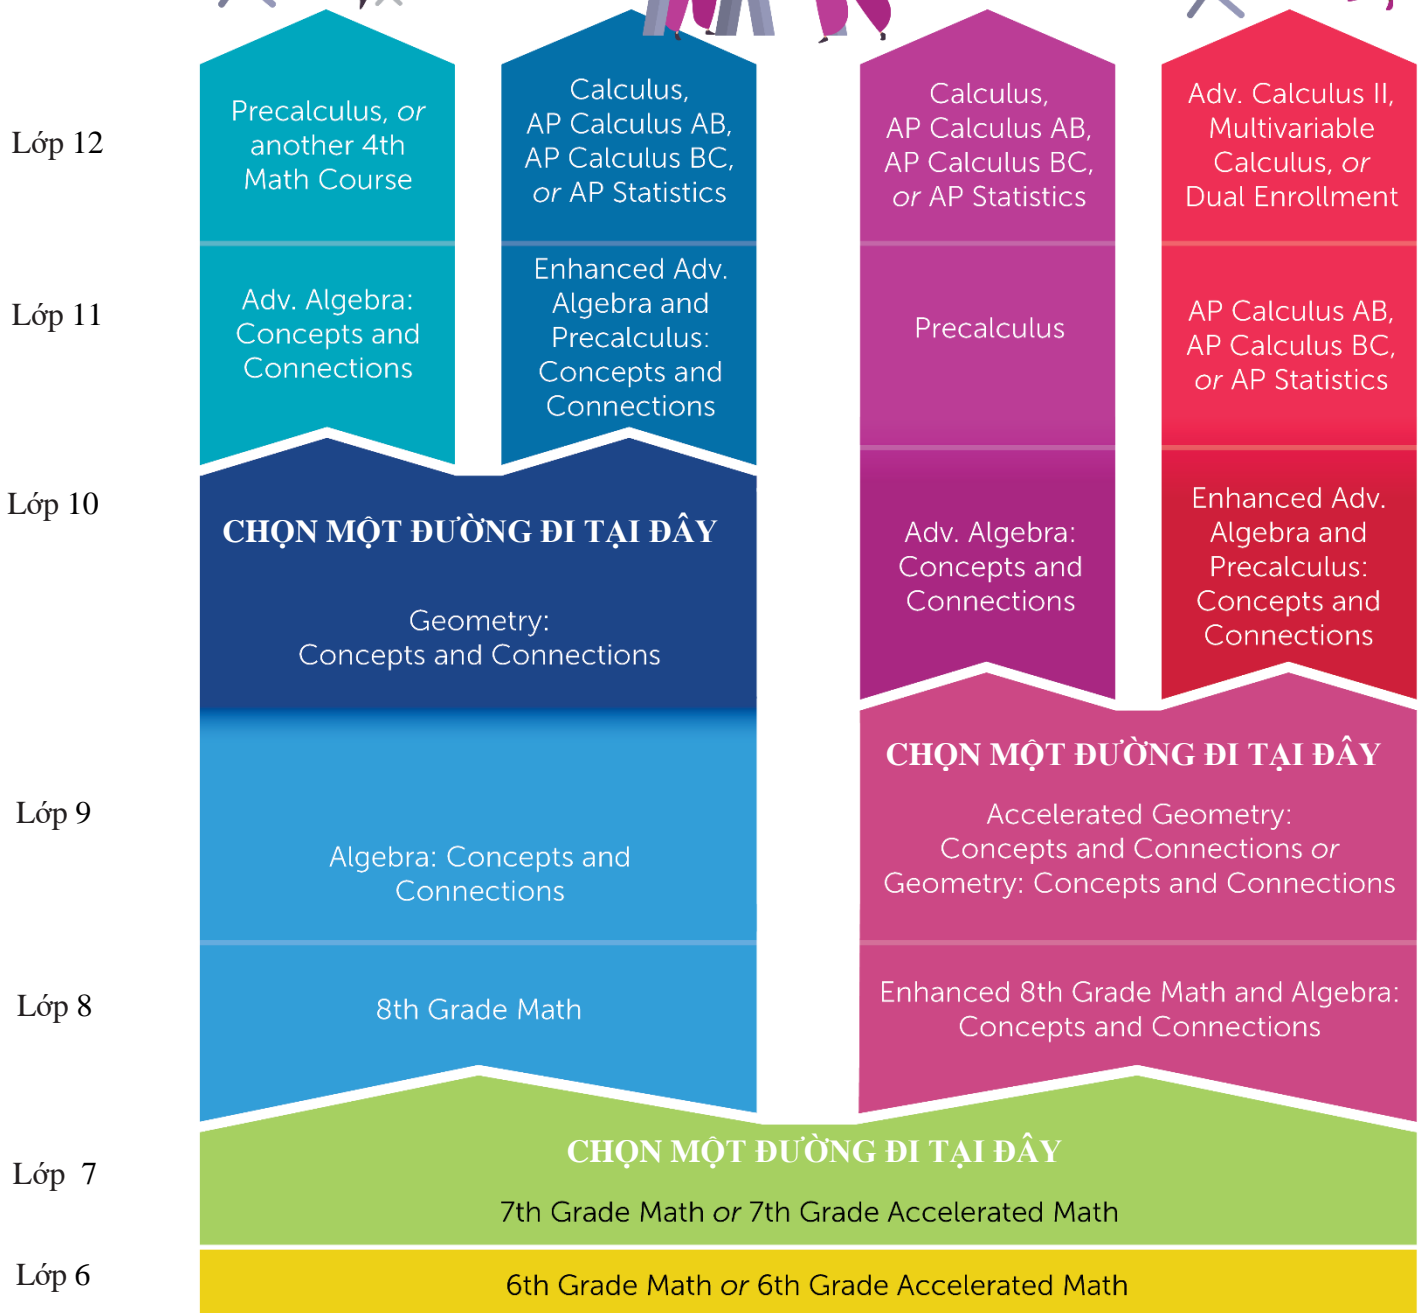 Lớp 12
Precalculus, or
another 4th
Math Course
Calculus,
AP Calculus AB,
AP Calculus BC,
or AP Statistics
Calculus,
AP Calculus AB,
AP Calculus BC,
or AP Statistics
Adv. Calculus II,
Multivariable
Calculus, or
Dual Enrollment
Lớp 11
Adv. Algebra:
Concepts and
Connections
Enhanced Adv.
Algebra and
Precalculus:
Concepts and
Connections
Precalculus
AP Calculus AB,
AP Calculus BC,
or AP Statistics
Lớp 10
CHỌN MỘT ĐƯỜNG ĐI TẠI ĐÂY
Geometry:
Concepts and Connections
Adv. Algebra:
Concepts and
Connections
Enhanced Adv.
Algebra and
Precalculus:
Concepts and
Connections
Lớp 9
Algebra: Concepts and
Connections
CHỌN MỘT ĐƯỜNG ĐI TẠI ĐÂY
Accelerated Geometry:
Concepts and Connections or
Geometry: Concepts and Connections
Lớp 8
8th Grade Math
Enhanced 8th Grade Math and Algebra:
Concepts and Connections
Lớp 7
CHỌN MỘT ĐƯỜNG ĐI TẠI ĐÂY
7th Grade Math or 7th Grade Accelerated Math
Lớp 6
6th Grade Math or 6th Grade Accelerated Math